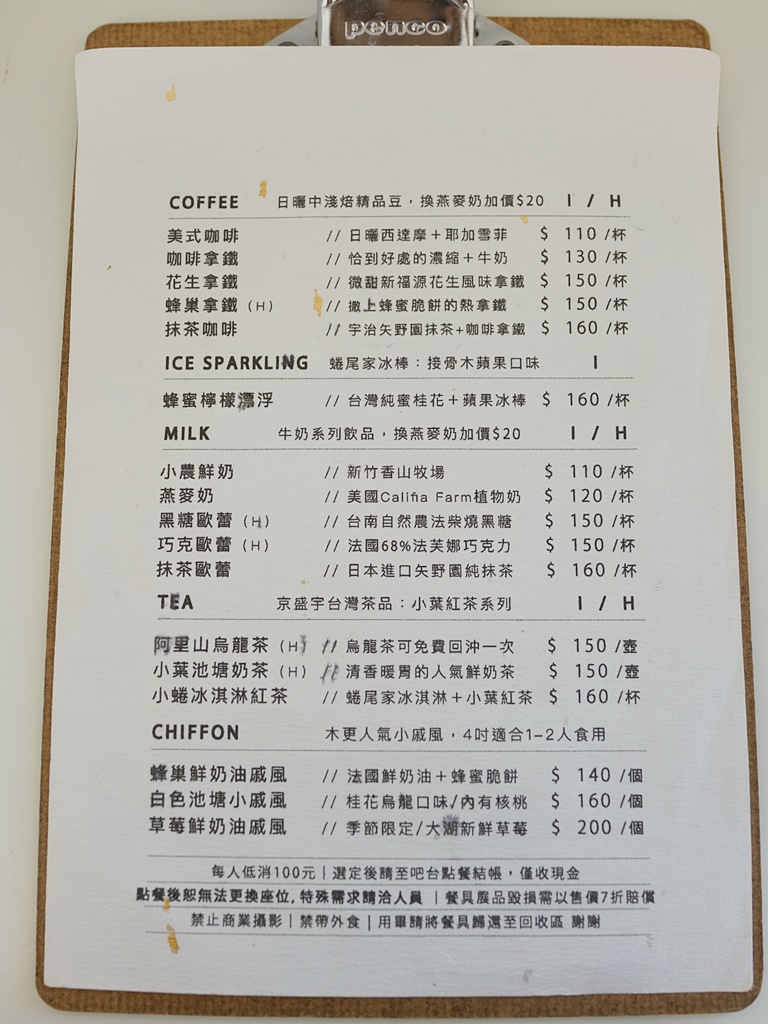 penco
COFFEE 日曬中淺焙精品豆，換燕麥奶加價$20 I / H
美式咖啡 // 日曬西達摩＋耶加雪菲 $ 110 /杯
咖啡拿鐵 // 恰到好處的濃縮＋牛奶 $ 130 /杯
花生拿鐵 // 微甜新福源花生風味拿鐵 $ 150 /杯
蜂巢拿鐵 (H) // 撒上蜂蜜脆餅的熱拿鐵 $ 150 /杯
抹茶咖啡 // 宇治矢野園抹茶+咖啡拿鐵 $ 160 /杯
ICE SPARKLING 蜷尾家冰棒：接骨木蘋果口味 I
蜂蜜檸檬漂浮 // 台灣純蜜桂花＋蘋果冰棒 $ 160 /杯
MILK 牛奶系列飲品，換燕麥奶加價$20 I / H
小農鮮奶 // 新竹香山牧場 $ 110 /杯
燕麥奶 // 美國Califia Farm植物奶 $ 120 /杯
黑糖歐蕾 (H) // 台南自然農法柴燒黑糖 $ 150 /杯
巧克歐蕾 (H) // 法國68%法芙娜巧克力 $ 150 /杯
抹茶歐蕾 // 日本進口矢野園純抹茶 $ 160 /杯
TEA 京盛宇台灣茶品：小葉紅茶系列 I / H
阿里山烏龍茶 (H) // 烏龍茶可免費回沖一次 $ 150 /壺
小葉池塘奶茶 (H) // 清香暖胃的人氣鮮奶茶 $ 150 /壺
小蜷冰淇淋紅茶 // 蜷尾家冰淇淋＋小葉紅茶 $ 160 /杯
CHIFFON 木更人氣小戚風，4吋適合1-2人食用
蜂巢鮮奶油戚風 // 法國鮮奶油＋蜂蜜脆餅 $ 140 /個
白色池塘小戚風 // 桂花烏龍口味/內有核桃 $ 160 /個
草莓鮮奶油戚風 // 季節限定/大湖新鮮草莓 $ 200 /個
每人低消100元｜選定後請至吧台點餐結帳，僅收現金
點餐後恕無法更換座位, 特殊需求請洽人員 ｜餐具展品毀損需以售價7折賠償
禁止商業攝影｜禁帶外食｜用畢請將餐具歸還至回收區 謝謝